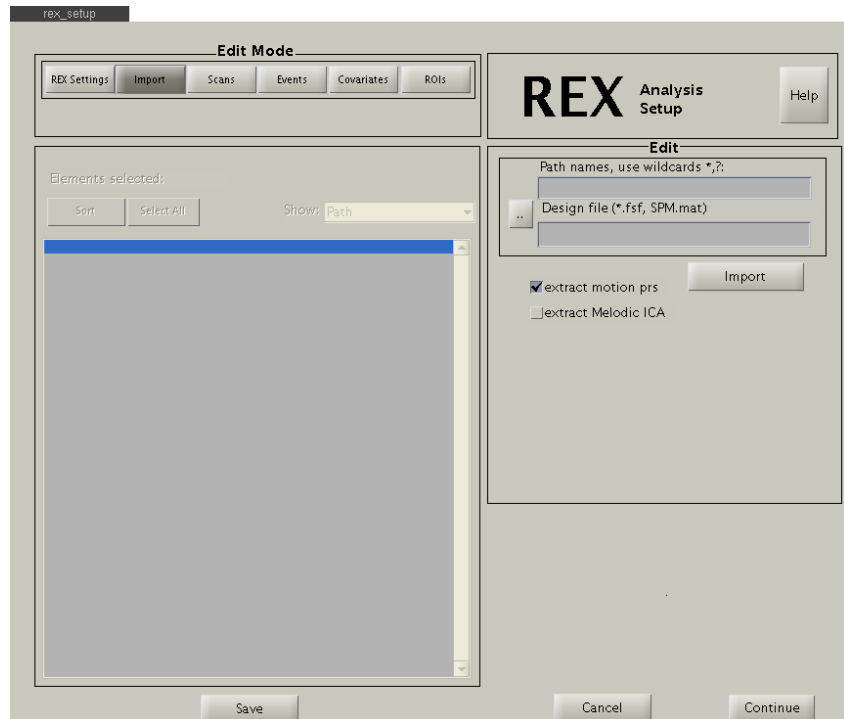 rex_setup
Edit Mode
REX Settings Import Scans Events Covariates ROIs
REX Analysis Setup
Help
Elements selected:
Sort Select All Show: Path
Edit
Path names, use wildcards *,?:
.. Design file (*.fsf, SPM.mat)
Import
extract motion prs
extract Melodic ICA
Save Cancel Continue